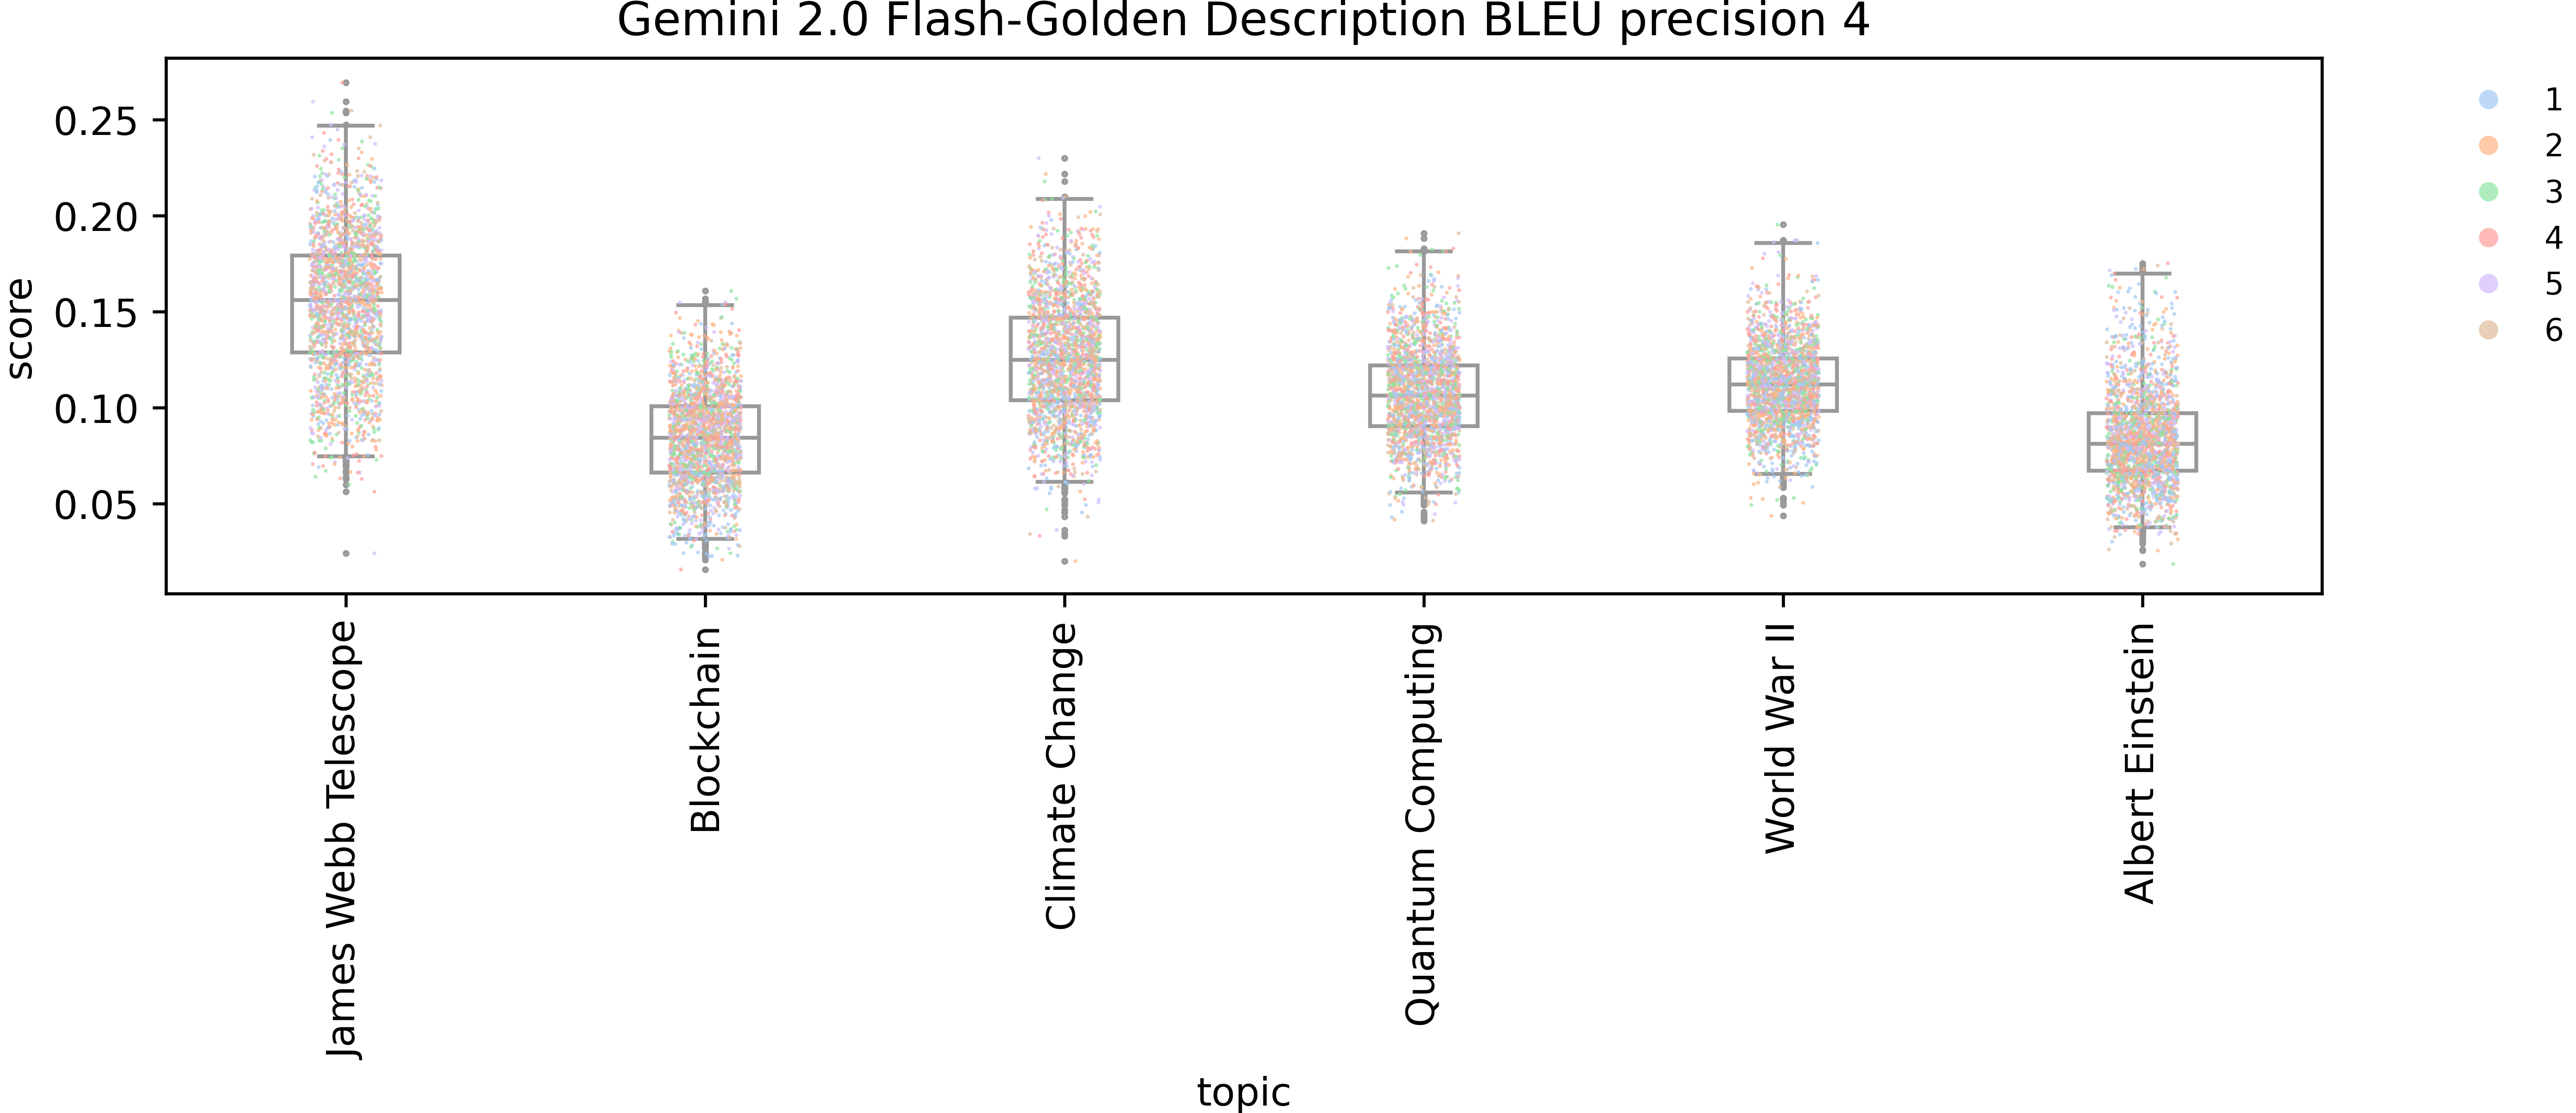 Gemini 2.0 Flash-Golden Description BLEU precision 4
score
0.25
0.20
0.15
0.10
0.05
James Webb Telescope
Blockchain
Climate Change
Quantum Computing
World War II
Albert Einstein
topic
1
2
3
4
5
6